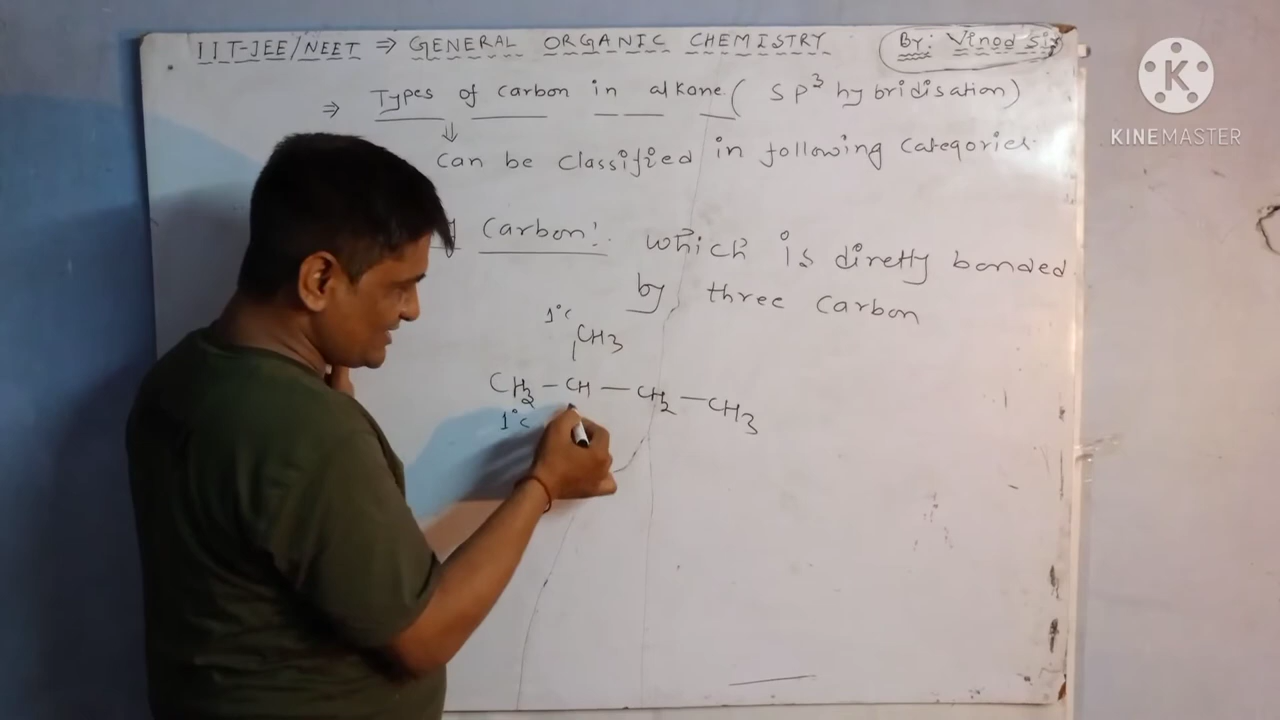 IIT-JEE/NEET ⇒ GENERAL ORGANIC CHEMISTRY
By: Vinod Sir
⇒ Types of carbon in alkane ( SP³ hybridisation)
can be classified in following categories.
Carbon: which is diretly bonded
by three carbon
1°C
CH3
CH3 – CH – CH2 – CH3
1°C
K
KINEMASTER